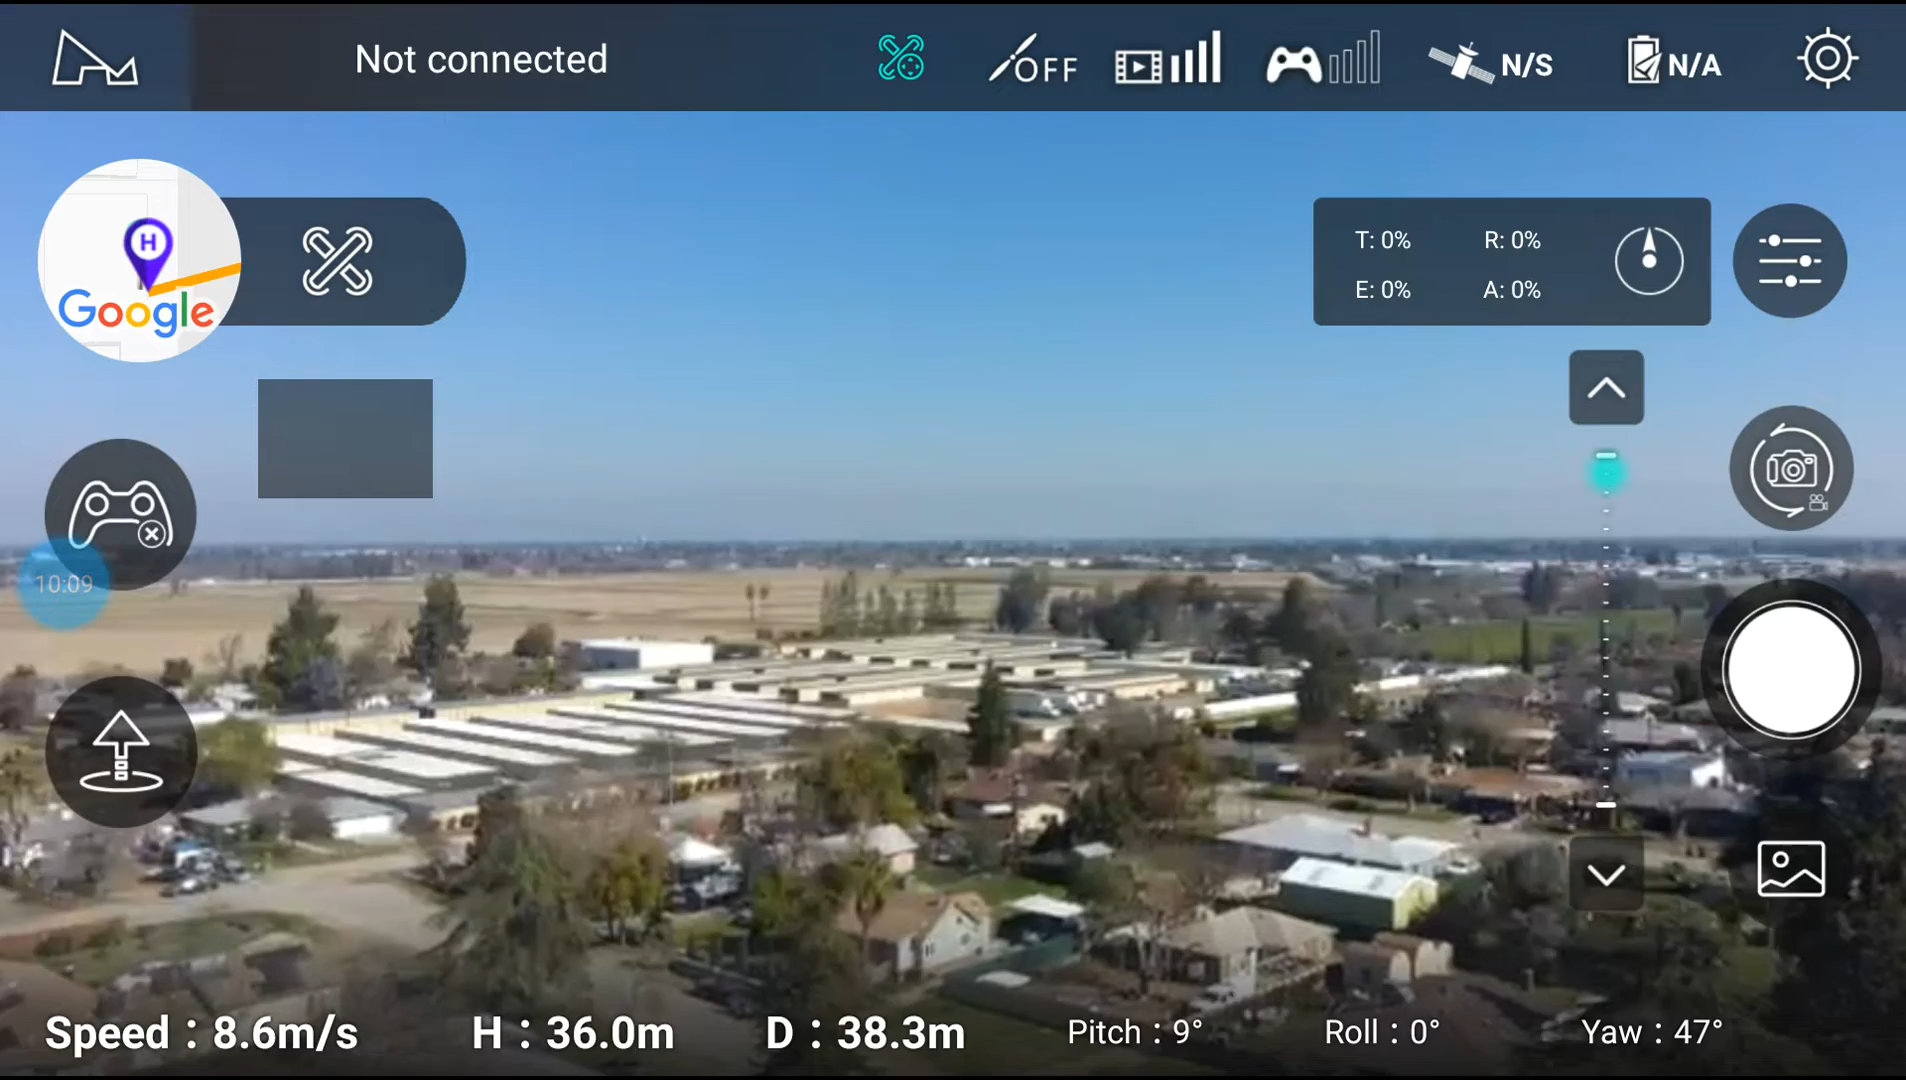 Not connected
OFF
N/S
N/A
H
Google
T: 0% R: 0%
E: 0% A: 0%
10:09
Speed : 8.6m/s H : 36.0m D : 38.3m Pitch : 9° Roll : 0° Yaw : 47°